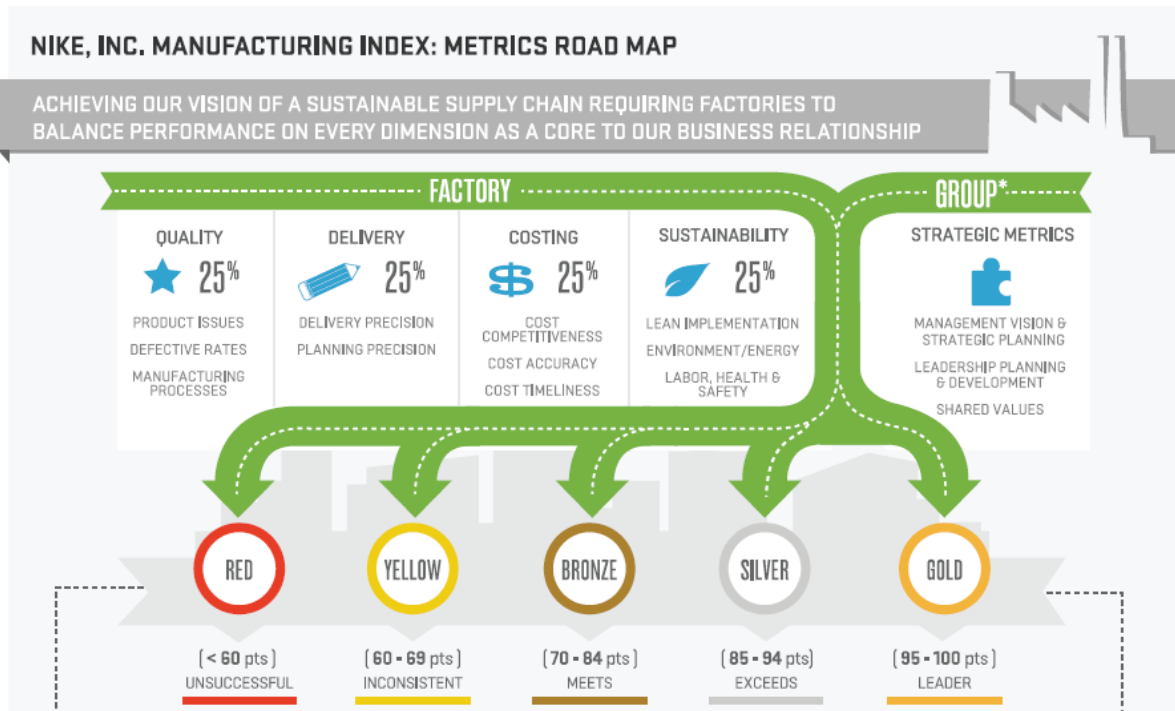 NIKE, INC. MANUFACTURING INDEX: METRICS ROAD MAP
ACHIEVING OUR VISION OF A SUSTAINABLE SUPPLY CHAIN REQUIRING FACTORIES TO
BALANCE PERFORMANCE ON EVERY DIMENSION AS A CORE TO OUR BUSINESS RELATIONSHIP
FACTORY
GROUP*
QUALITY
25%
PRODUCT ISSUES
DEFECTIVE RATES
MANUFACTURING
PROCESSES
DELIVERY
25%
DELIVERY PRECISION
PLANNING PRECISION
COSTING
$ 25%
COST
COMPETITIVENESS
COST ACCURACY
COST TIMELINESS
SUSTAINABILITY
25%
LEAN IMPLEMENTATION
ENVIRONMENT/ENERGY
LABOR, HEALTH &
SAFETY
STRATEGIC METRICS
MANAGEMENT VISION &
STRATEGIC PLANNING
LEADERSHIP PLANNING
& DEVELOPMENT
SHARED VALUES
RED
(< 60 pts)
UNSUCCESSFUL
YELLOW
(60 - 69 pts)
INCONSISTENT
BRONZE
(70 - 84 pts)
MEETS
SILVER
(85 - 94 pts)
EXCEEDS
GOLD
(95 - 100 pts)
LEADER